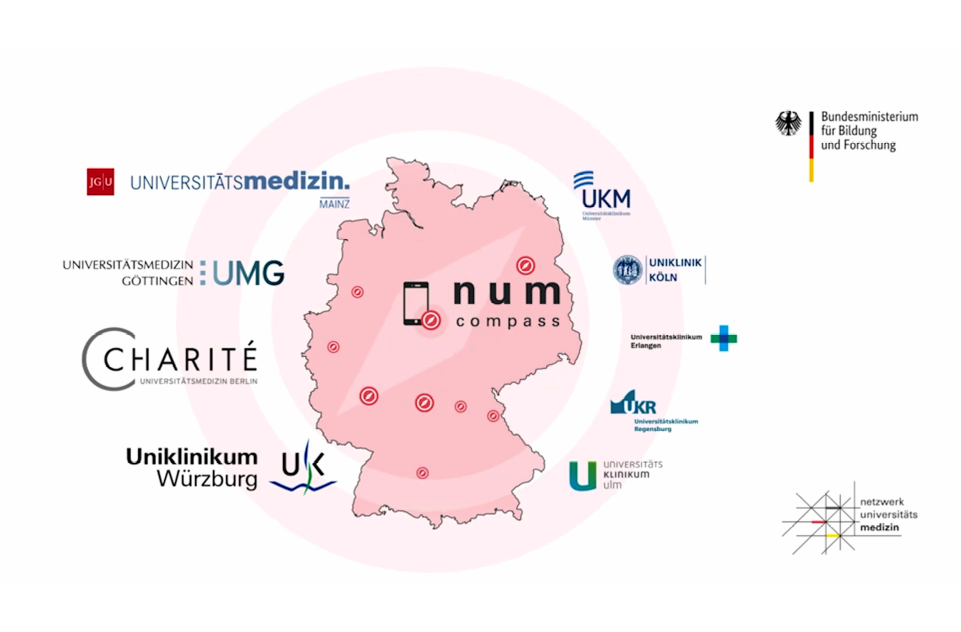 JG|U
UNIVERSITÄTSmedizin.
MAINZ
UNIVERSITÄTSMEDIZIN
GÖTTINGEN
UMG
CHARITÉ
UNIVERSITÄTSMEDIZIN BERLIN
Uniklinikum
Würzburg
UK
num
compass
UKM
Universitätsklinikum
Münster
UNIKLINIK
KÖLN
Universitätsklinikum
Erlangen
UKR
Universitätsklinikum
Regensburg
UNIVERSITÄTS
KLINIKUM
ulm
Bundesministerium
für Bildung
und Forschung
netzwerk
universitäts
medizin